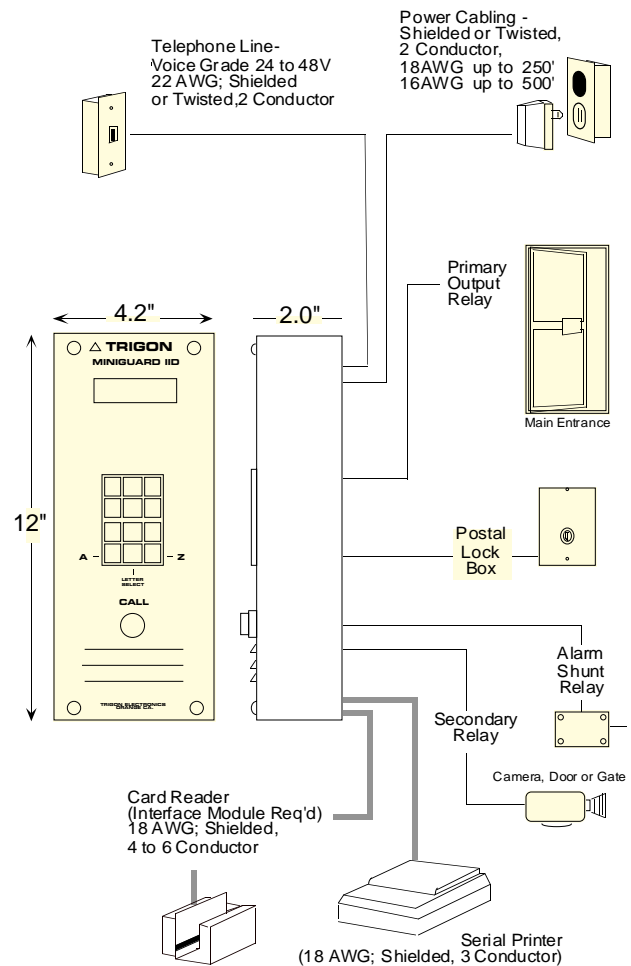 Telephone Line-
Voice Grade 24 to 48V
22 AWG; Shielded
or Twisted,2 Conductor
Power Cabling -
Shielded or Twisted,
2 Conductor,
18AWG up to 250'
16AWG up to 500'
Primary
Output
Relay
Main Entrance
4.2"
2.0"
12"
TRIGON
MINIGUARD IID
A
Z
LETTER
SELECT
CALL
TRIGON ELECTRONICS
ORANGE CA.
Postal
Lock
Box
Alarm
Shunt
Relay
Secondary
Relay
Camera, Door or Gate
Card Reader
(Interface Module Req'd)
18 AWG; Shielded,
4 to 6 Conductor
Serial Printer
(18 AWG; Shielded, 3 Conductor)